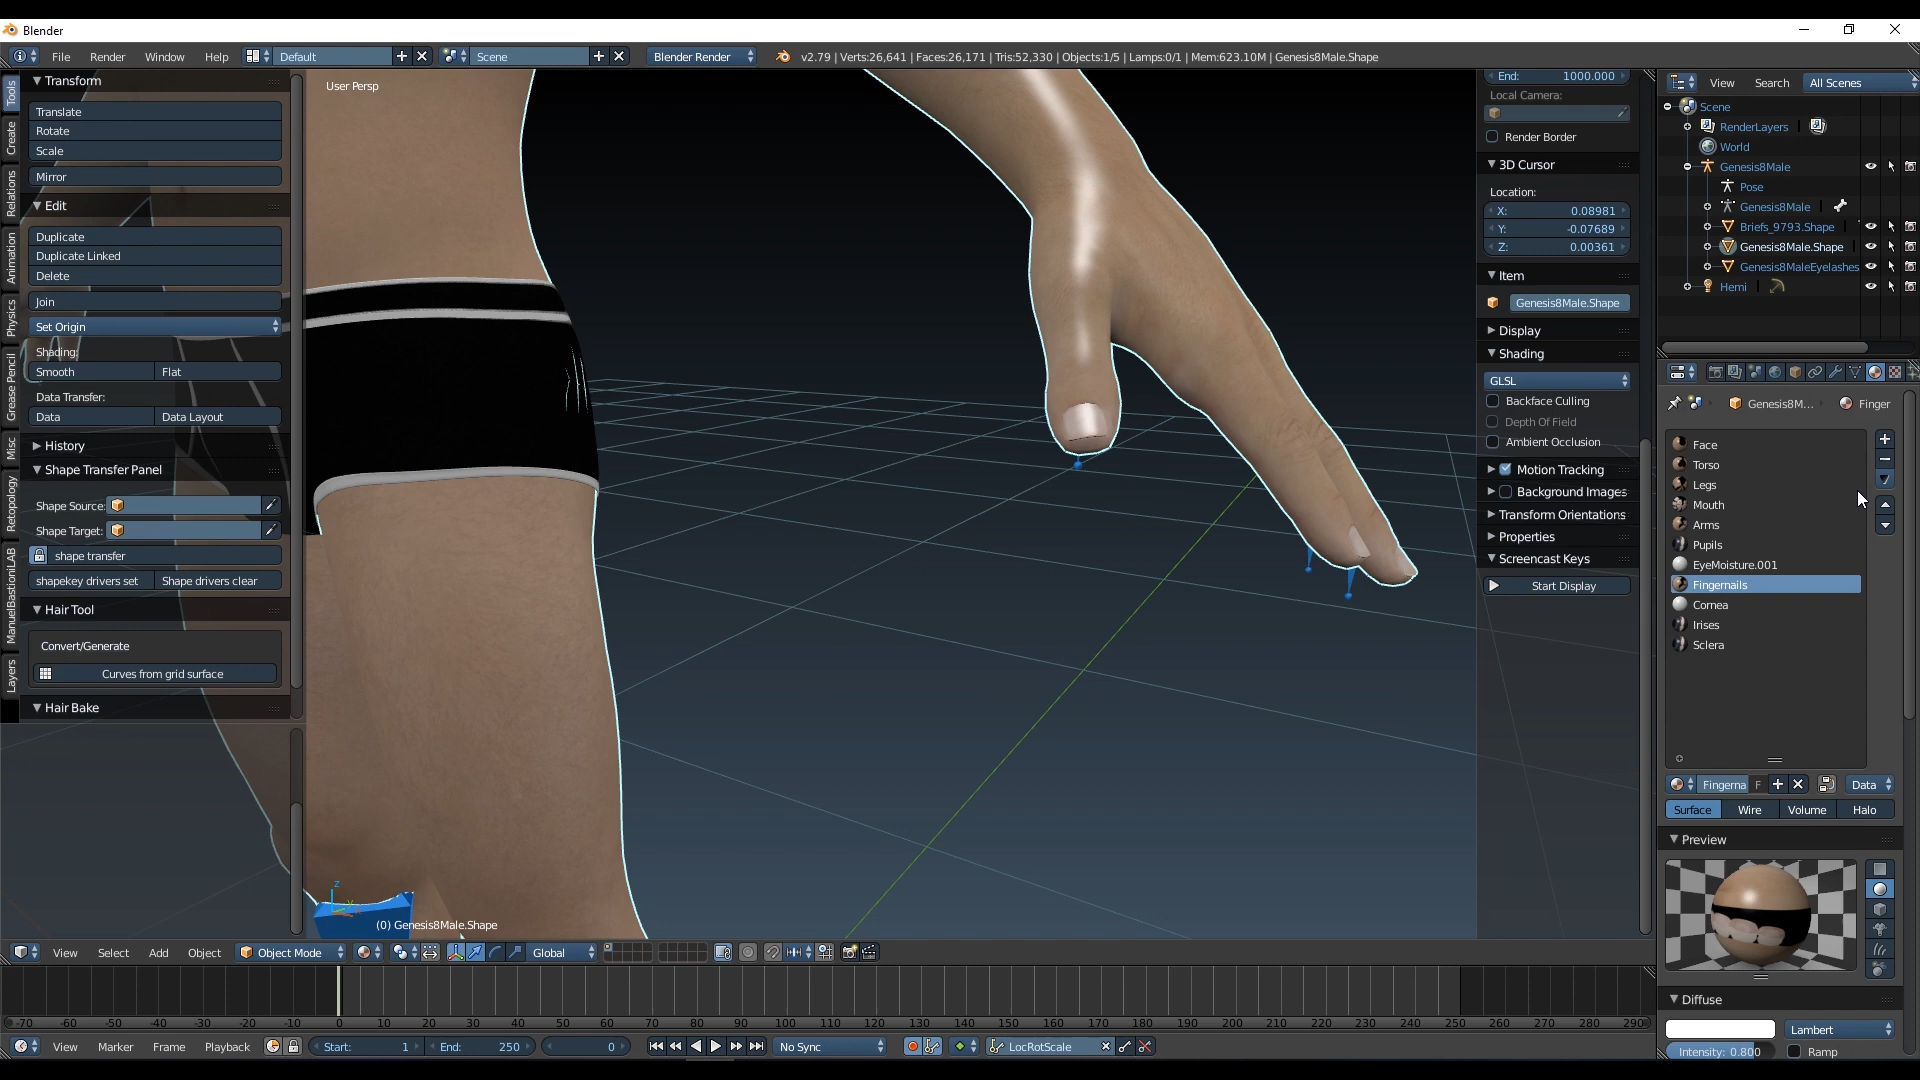 Blender
File Render Window Help Default Scene Blender Render v2.79 | Verts:26,641 | Faces:26,171 | Tris:52,330 | Objects:1/5 | Lamps:0/1 | Mem:623.10M | Genesis8Male.Shape
Tools
Create
Relations
Animation
Physics
Grease Pencil
Misc
Retopology
ManuelBastioniLAB
Layers
Transform
Translate
Rotate
Scale
Mirror
Edit
Duplicate
Duplicate Linked
Delete
Join
Set Origin
Shading:
Smooth Flat
Data Transfer:
Data Data Layout
History
Shape Transfer Panel
Shape Source:
Shape Target:
shape transfer
shapekey drivers set Shape drivers clear
Hair Tool
Convert/Generate
Curves from grid surface
Hair Bake
User Persp
z
(0) Genesis8Male.Shape
End: 1000.000
Local Camera:
Render Border
3D Cursor
Location:
X: 0.08981
Y: -0.07689
Z: 0.00361
Item
Genesis8Male.Shape
Display
Shading
GLSL
Backface Culling
Depth Of Field
Ambient Occlusion
Motion Tracking
Background Images
Transform Orientations
Properties
Screencast Keys
Start Display
View Search All Scenes
Scene
RenderLayers
World
Genesis8Male
Pose
Genesis8Male
Briefs_9793.Shape
Genesis8Male.Shape
Genesis8MaleEyelashes
Hemi
Genesis8M... Finger
Face
Torso
Legs
Mouth
Arms
Pupils
EyeMoisture.001
Fingernails
Cornea
Irises
Sclera
Fingerna F Data
Surface Wire Volume Halo
Preview
Diffuse
Lambert
Intensity: 0.800 Ramp
View Select Add Object Object Mode Global
-70 -60 -50 -40 -30 -20 -10 0 10 20 30 40 50 60 70 80 90 100 110 120 130 140 150 160 170 180 190 200 210 220 230 240 250 260 270 280 290
View Marker Frame Playback Start: 1 End: 250 0 No Sync LocRotScale